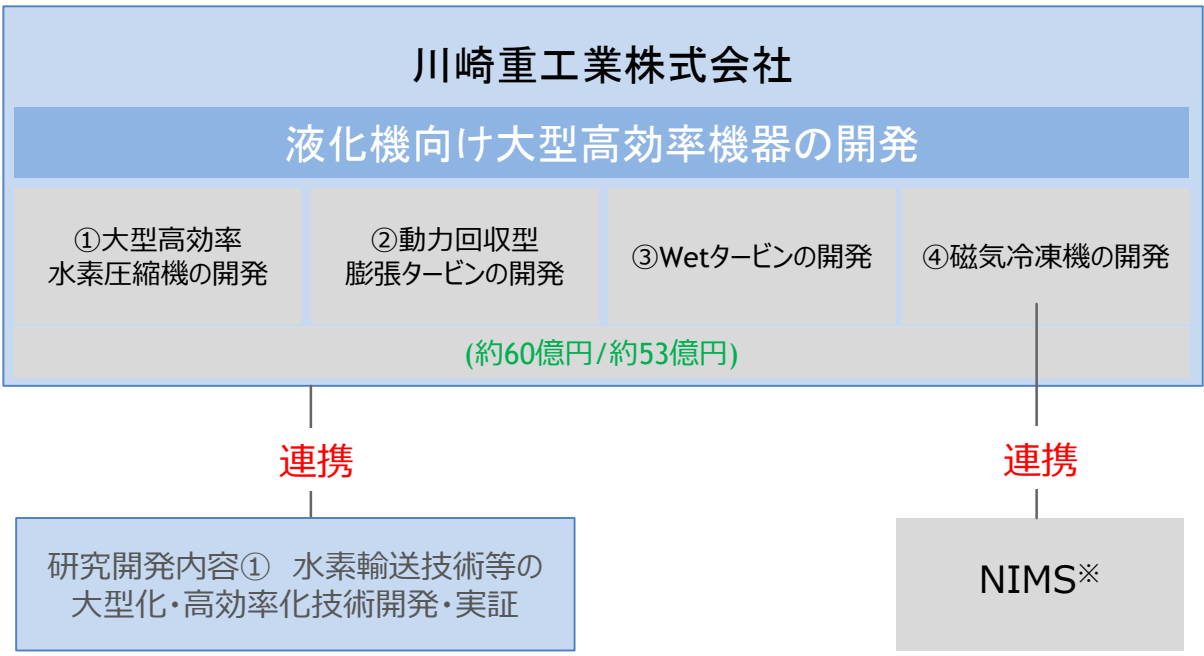 川崎重工業株式会社
液化機向け大型高効率機器の開発
①大型高効率
水素圧縮機の開発
②動力回収型
膨張タービンの開発
③Wetタービンの開発
④磁気冷凍機の開発
(約60億円/約53億円)
連携
連携
研究開発内容①　水素輸送技術等の
大型化・高効率化技術開発・実証
NIMS※